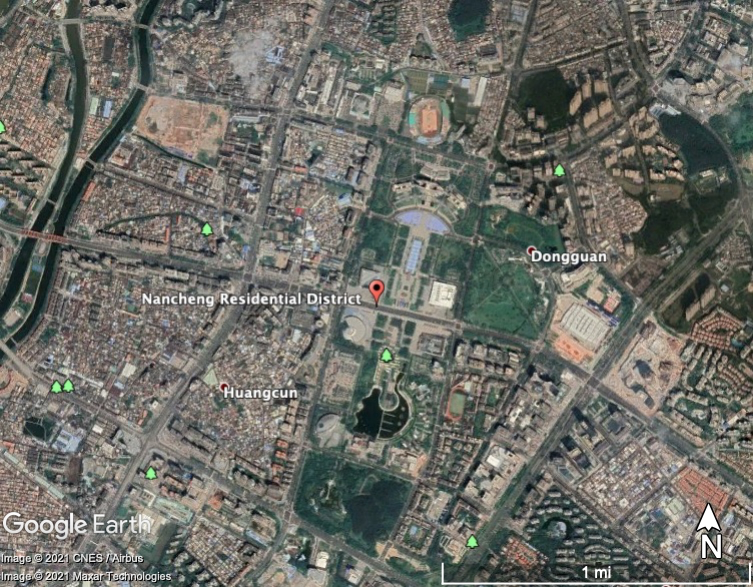 Dongguan
Nancheng Residential District
Huangcun
Google Earth
N
Image © 2021 CNES / Airbus
Image © 2021 Maxar Technologies
1 mi